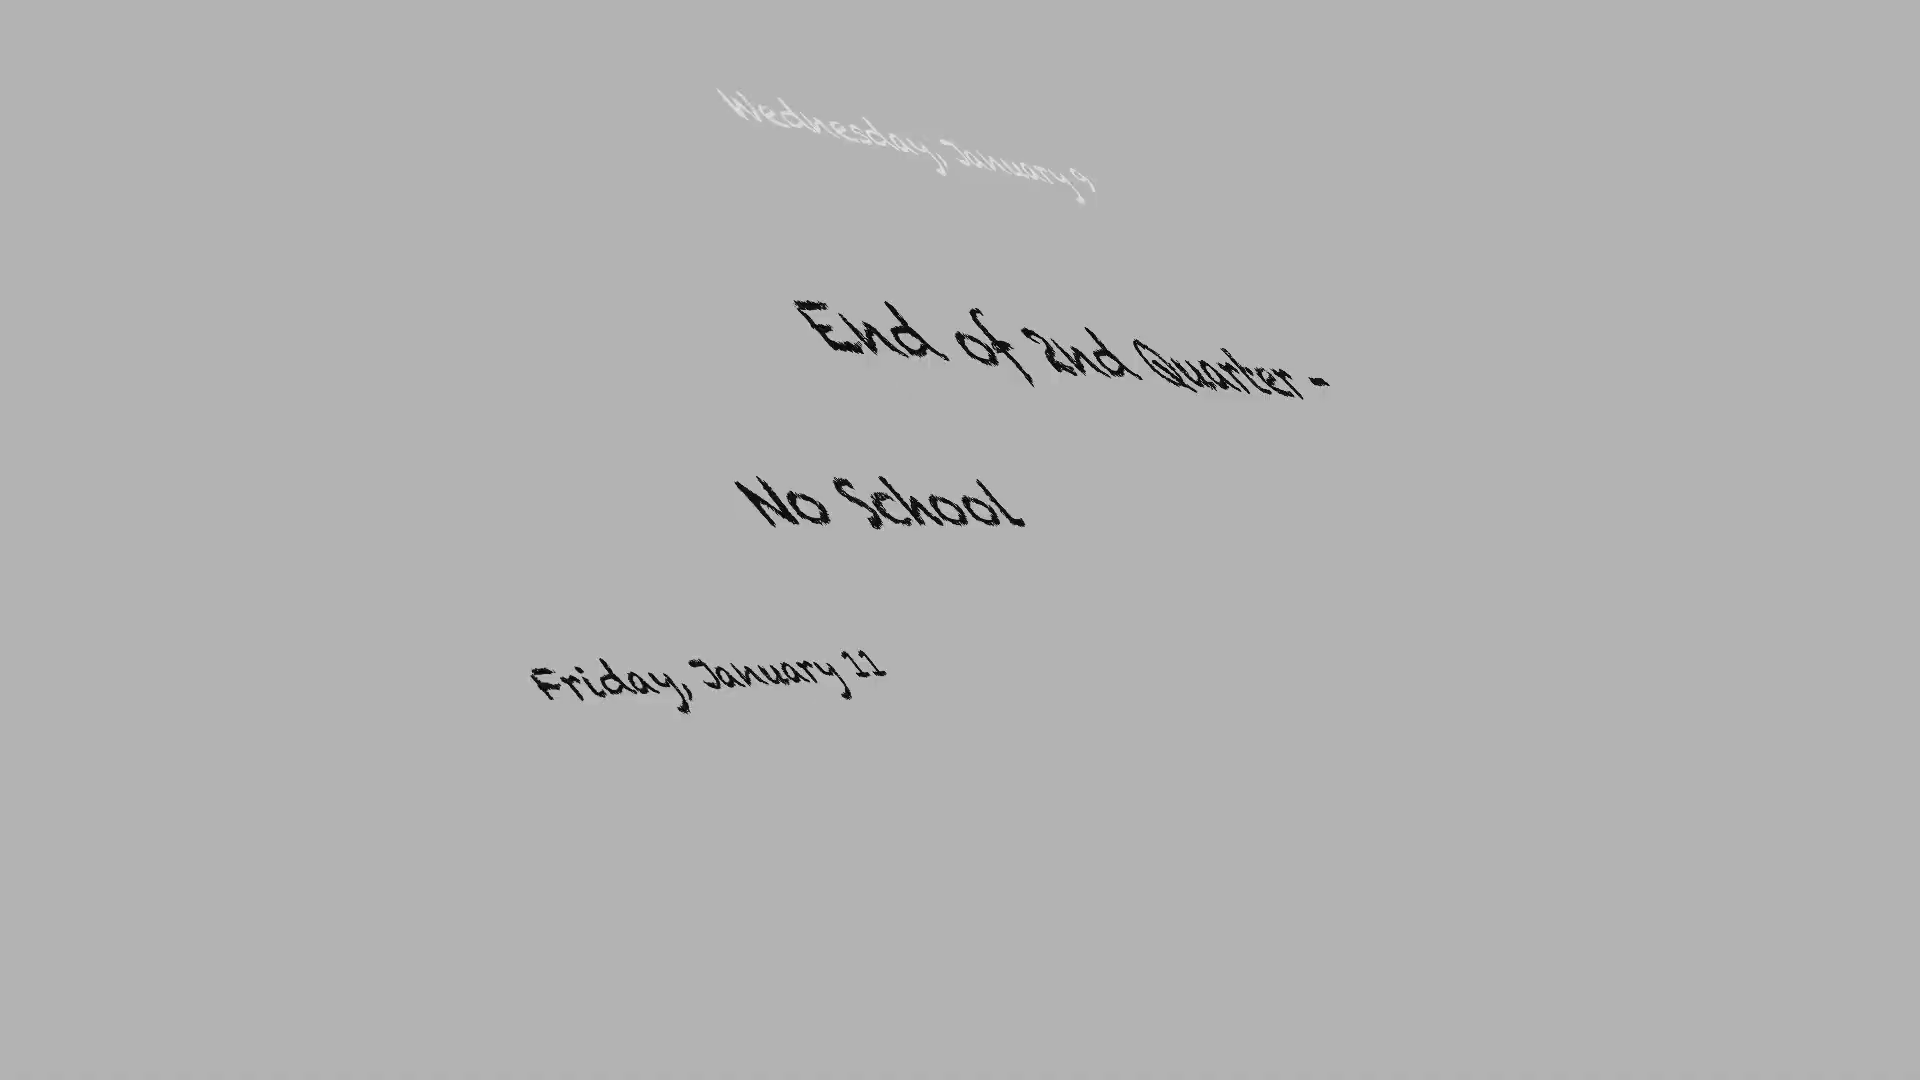 Wednesday, January 9
End of 2nd Quarter -
No School
Friday, January 11